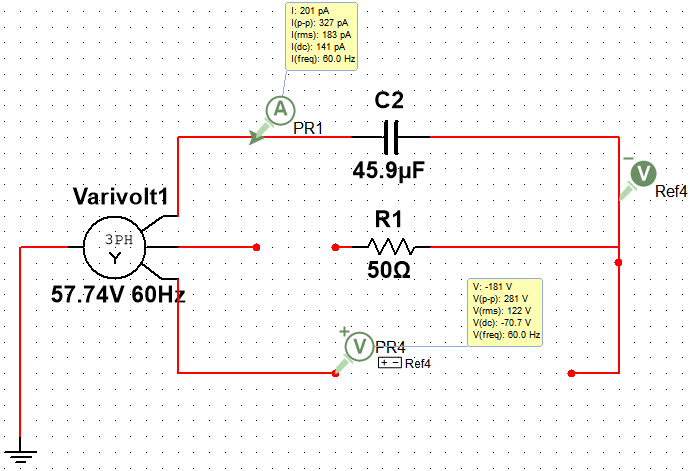 I: 201 pA
I(p-p): 327 pA
I(rms): 183 pA
I(dc): 141 pA
I(freq): 60.0 Hz
A
PR1
C2
45.9µF
V
Ref4
Varivolt1
3PH
Y
57.74V 60Hz
R1
50Ω
V: -181 V
V(p-p): 281 V
V(rms): 122 V
V(dc): -70.7 V
V(freq): 60.0 Hz
V
PR4
+ - Ref4